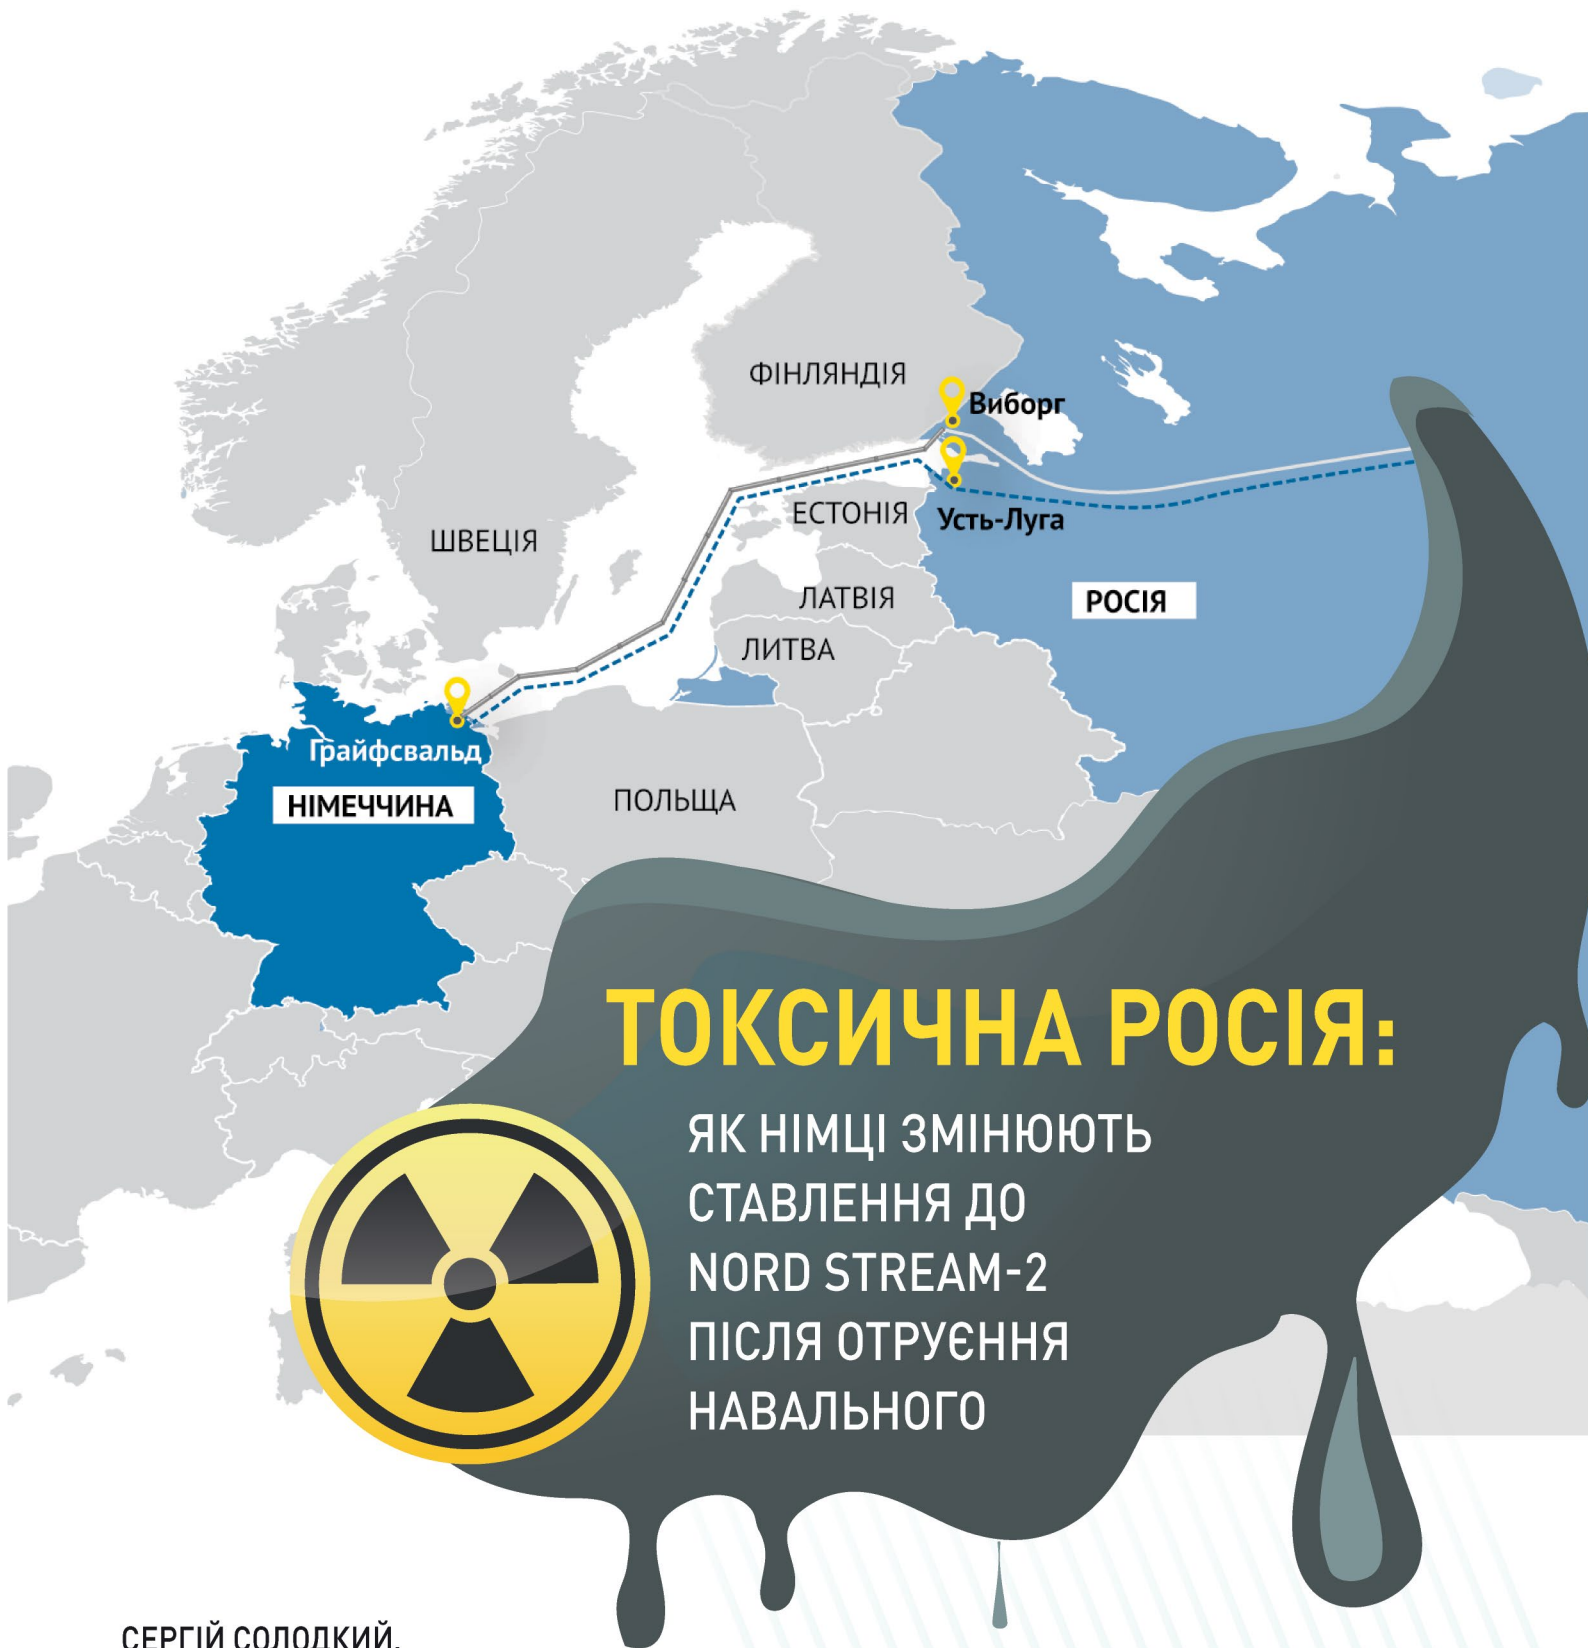 ФІНЛЯНДІЯ
Виборг
ЕСТОНІЯ
Усть-Луга
ШВЕЦІЯ
ЛАТВІЯ
РОСІЯ
ЛИТВА
Грайфсвальд
НІМЕЧЧИНА
ПОЛЬЩА
ТОКСИЧНА РОСІЯ:
ЯК НІМЦІ ЗМІНЮЮТЬ
СТАВЛЕННЯ ДО
NORD STREAM-2
ПІСЛЯ ОТРУЄННЯ
НАВАЛЬНОГО
СЕРГІЙ СОЛОДКИЙ,